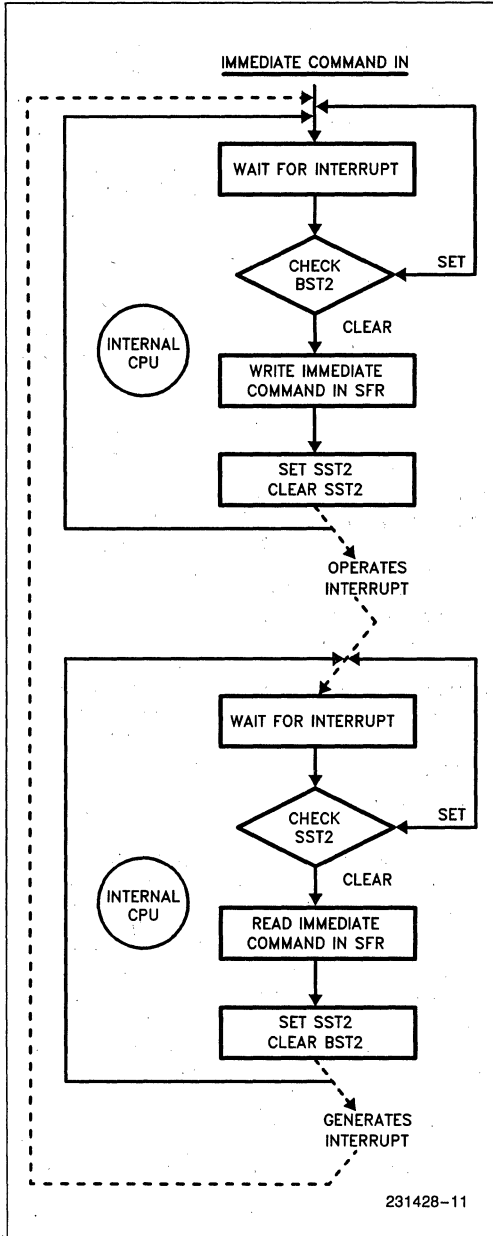 IMMEDIATE COMMAND IN
WAIT FOR INTERRUPT
CHECK
BST2
SET
CLEAR
INTERNAL
CPU
WRITE IMMEDIATE
COMMAND IN SFR
SET SST2
CLEAR SST2
OPERATES
INTERRUPT
WAIT FOR INTERRUPT
CHECK
SST2
SET
CLEAR
INTERNAL
CPU
READ IMMEDIATE
COMMAND IN SFR
SET SST2
CLEAR BST2
GENERATES
INTERRUPT
231428-11